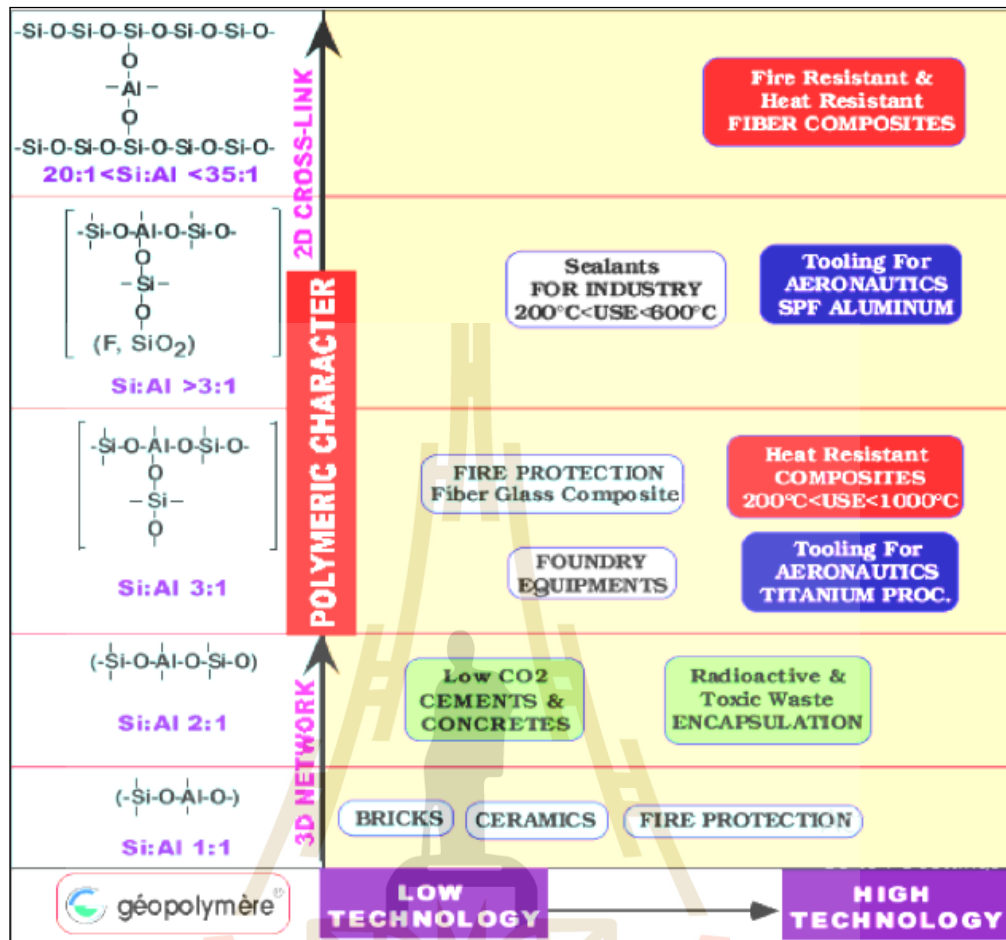 -Si-O-Si-O-Si-O-Si-O-Si-O-
O
-Al-
O
-Si-O-Si-O-Si-O-Si-O-Si-O-
20:1<Si:Al <35:1
2D CROSS-LINK
Fire Resistant &
Heat Resistant
FIBER COMPOSITES
-Si-O-Al-O-Si-O-
O
-Si-
O
(F, SiO₂)
Si:Al >3:1
Sealants
FOR INDUSTRY
200°C<USE<600°C
Tooling For
AERONAUTICS
SPF ALUMINUM
POLYMERIC CHARACTER
-Si-O-Al-O-Si-O-
O
-Si-
O
Si:Al 3:1
FIRE PROTECTION
Fiber Glass Composite
Heat Resistant
COMPOSITES
200°C<USE<1000°C
FOUNDRY
EQUIPMENTS
Tooling For
AERONAUTICS
TITANIUM PROC.
(-Si-O-Al-O-Si-O)
Si:Al 2:1
3D NETWORK
Low CO2
CEMENTS &
CONCRETES
Radioactive &
Toxic Waste
ENCAPSULATION
(-Si-O-Al-O-)
Si:Al 1:1
BRICKS
CERAMICS
FIRE PROTECTION
géopolymère®
LOW
TECHNOLOGY
HIGH
TECHNOLOGY